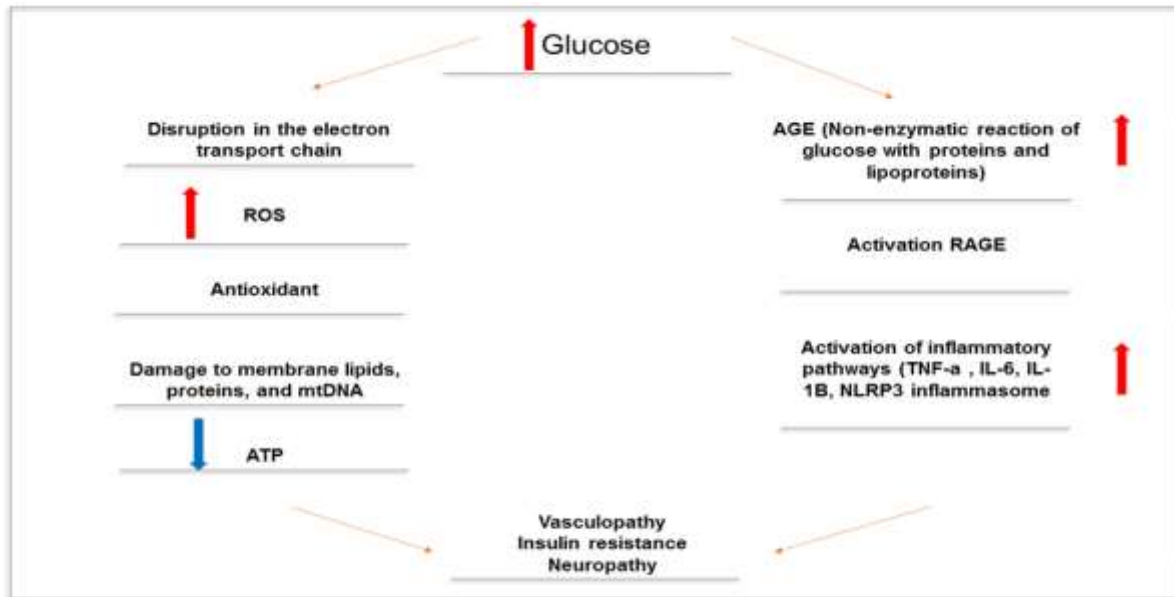 Glucose
Disruption in the electron
transport chain
ROS
Antioxidant
Damage to membrane lipids,
proteins, and mtDNA
ATP
AGE (Non-enzymatic reaction of
glucose with proteins and
lipoproteins)
Activation RAGE
Activation of inflammatory
pathways (TNF-a , IL-6, IL-
1B, NLRP3 inflammasome
Vasculopathy
Insulin resistance
Neuropathy